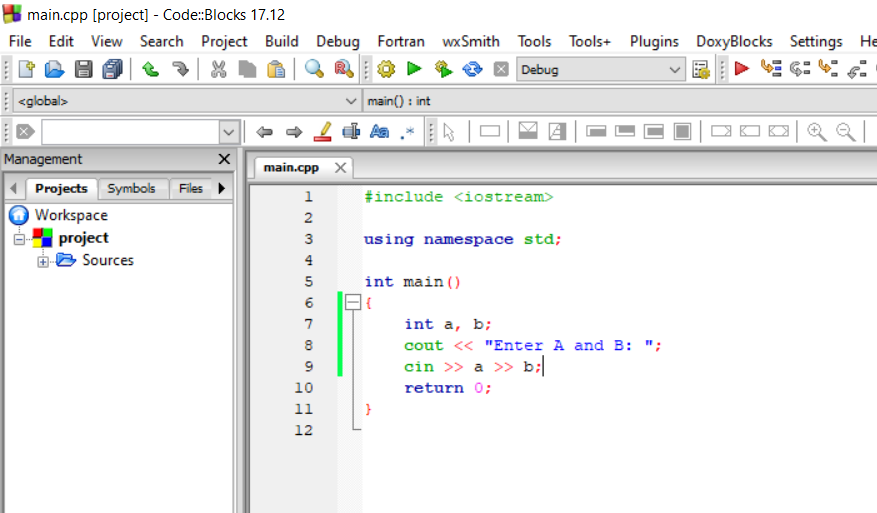 main.cpp [project] - Code::Blocks 17.12
File Edit View Search Project Build Debug Fortran wxSmith Tools Tools+ Plugins DoxyBlocks Settings He
Debug
<global> main() : int
Management
main.cpp
Projects Symbols Files
Workspace
project
Sources
1 #include <iostream>
2
3 using namespace std;
4
5 int main()
6 {
7 int a, b;
8 cout << "Enter A and B: ";
9 cin >> a >> b;
10 return 0;
11 }
12